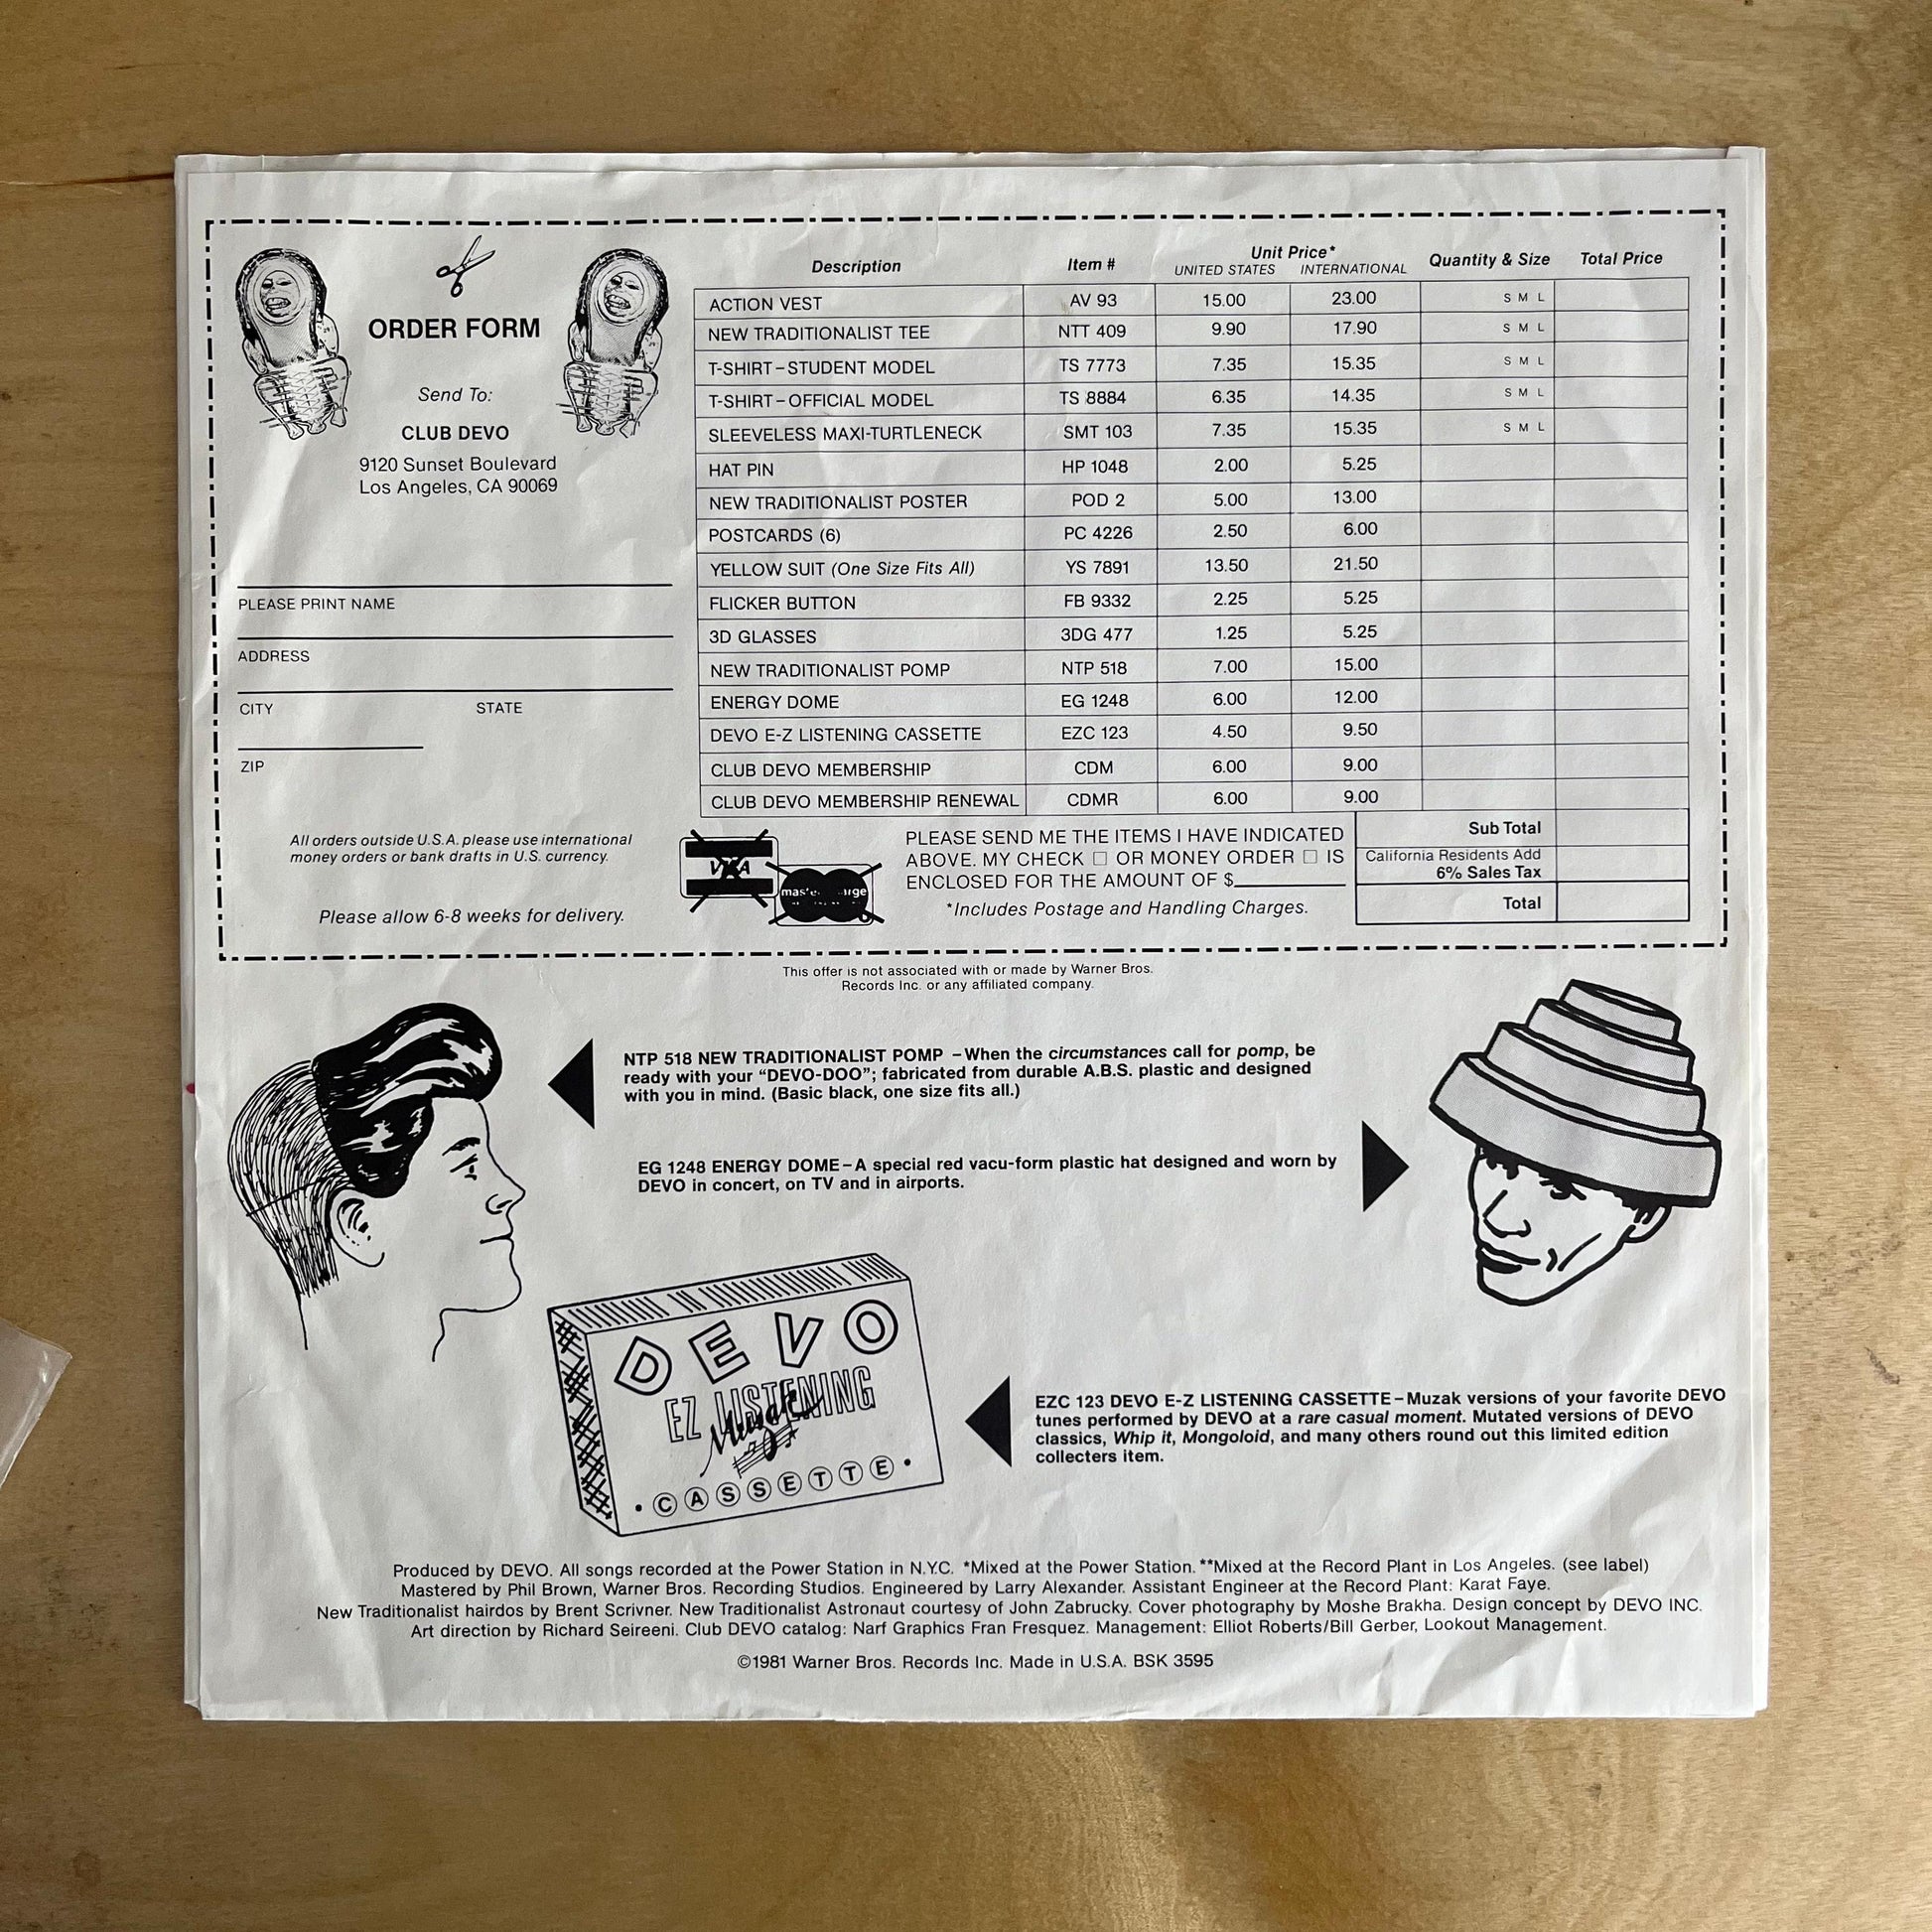 ORDER FORM
Send To:
CLUB DEVO
9120 Sunset Boulevard
Los Angeles, CA 90069
PLEASE PRINT NAME
ADDRESS
CITY STATE
ZIP
All orders outside U.S.A. please use international
money orders or bank drafts in U.S. currency.
Please allow 6-8 weeks for delivery.
Description Item # Unit Price* Quantity & Size Total Price
UNITED STATES INTERNATIONAL
ACTION VEST AV 93 15.00 23.00 S M L
NEW TRADITIONALIST TEE NTT 409 9.90 17.90 S M L
T-SHIRT–STUDENT MODEL TS 7773 7.35 15.35 S M L
T-SHIRT–OFFICIAL MODEL TS 8884 6.35 14.35 S M L
SLEEVELESS MAXI-TURTLENECK SMT 103 7.35 15.35 S M L
HAT PIN HP 1048 2.00 5.25
NEW TRADITIONALIST POSTER POD 2 5.00 13.00
POSTCARDS (6) PC 4226 2.50 6.00
YELLOW SUIT (One Size Fits All) YS 7891 13.50 21.50
FLICKER BUTTON FB 9332 2.25 5.25
3D GLASSES 3DG 477 1.25 5.25
NEW TRADITIONALIST POMP NTP 518 7.00 15.00
ENERGY DOME EG 1248 6.00 12.00
DEVO E-Z LISTENING CASSETTE EZC 123 4.50 9.50
CLUB DEVO MEMBERSHIP CDM 6.00 9.00
CLUB DEVO MEMBERSHIP RENEWAL CDMR 6.00 9.00
PLEASE SEND ME THE ITEMS I HAVE INDICATED
ABOVE. MY CHECK ☐ OR MONEY ORDER ☐ IS
ENCLOSED FOR THE AMOUNT OF $
*Includes Postage and Handling Charges.
Sub Total
California Residents Add
6% Sales Tax
Total
This offer is not associated with or made by Warner Bros.
Records Inc. or any affiliated company.
NTP 518 NEW TRADITIONALIST POMP –When the circumstances call for pomp, be
ready with your “DEVO-DOO”; fabricated from durable A.B.S. plastic and designed
with you in mind. (Basic black, one size fits all.)
EG 1248 ENERGY DOME–A special red vacu-form plastic hat designed and worn by
DEVO in concert, on TV and in airports.
DEVO
EZ LISTENING
Muzak
• CASSETTE •
EZC 123 DEVO E-Z LISTENING CASSETTE–Muzak versions of your favorite DEVO
tunes performed by DEVO at a rare casual moment. Mutated versions of DEVO
classics, Whip it, Mongoloid, and many others round out this limited edition
collecters item.
Produced by DEVO. All songs recorded at the Power Station in N.Y.C. *Mixed at the Power Station. **Mixed at the Record Plant in Los Angeles. (see label)
Mastered by Phil Brown, Warner Bros. Recording Studios. Engineered by Larry Alexander. Assistant Engineer at the Record Plant: Karat Faye.
New Traditionalist hairdos by Brent Scrivner. New Traditionalist Astronaut courtesy of John Zabrucky. Cover photography by Moshe Brakha. Design concept by DEVO INC.
Art direction by Richard Seireeni. Club DEVO catalog: Narf Graphics Fran Fresquez. Management: Elliot Roberts/Bill Gerber, Lookout Management.
©1981 Warner Bros. Records Inc. Made in U.S.A. BSK 3595